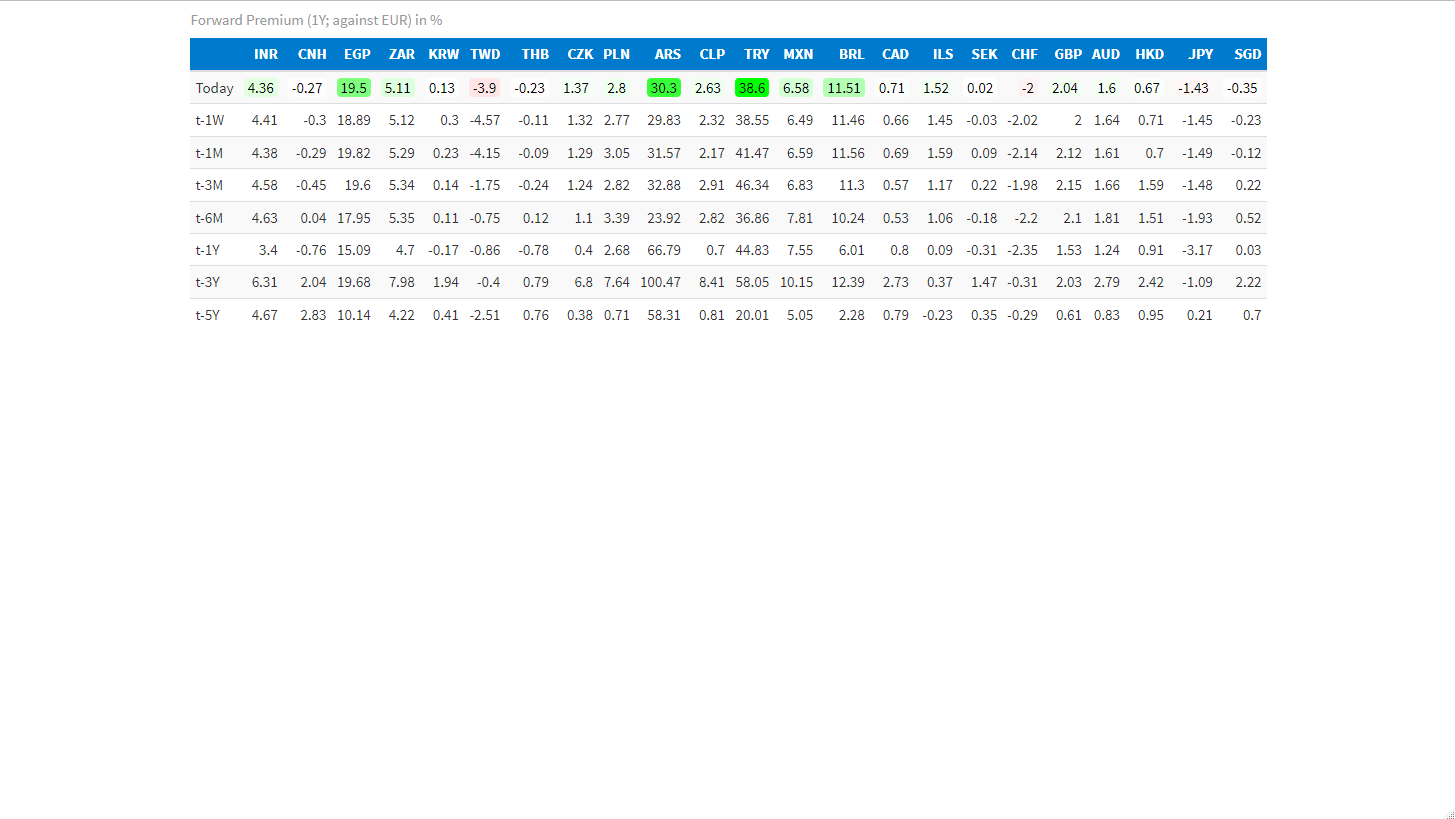 Forward Premium (1Y; against EUR) in %
INR CNH EGP ZAR KRW TWD THB CZK PLN ARS CLP TRY MXN BRL CAD ILS SEK CHF GBP AUD HKD JPY SGD
Today 4.36 -0.27 19.5 5.11 0.13 -3.9 -0.23 1.37 2.8 30.3 2.63 38.6 6.58 11.51 0.71 1.52 0.02 -2 2.04 1.6 0.67 -1.43 -0.35
t-1W 4.41 -0.3 18.89 5.12 0.3 -4.57 -0.11 1.32 2.77 29.83 2.32 38.55 6.49 11.46 0.66 1.45 -0.03 -2.02 2 1.64 0.71 -1.45 -0.23
t-1M 4.38 -0.29 19.82 5.29 0.23 -4.15 -0.09 1.29 3.05 31.57 2.17 41.47 6.59 11.56 0.69 1.59 0.09 -2.14 2.12 1.61 0.7 -1.49 -0.12
t-3M 4.58 -0.45 19.6 5.34 0.14 -1.75 -0.24 1.24 2.82 32.88 2.91 46.34 6.83 11.3 0.57 1.17 0.22 -1.98 2.15 1.66 1.59 -1.48 0.22
t-6M 4.63 0.04 17.95 5.35 0.11 -0.75 0.12 1.1 3.39 23.92 2.82 36.86 7.81 10.24 0.53 1.06 -0.18 -2.2 2.1 1.81 1.51 -1.93 0.52
t-1Y 3.4 -0.76 15.09 4.7 -0.17 -0.86 -0.78 0.4 2.68 66.79 0.7 44.83 7.55 6.01 0.8 0.09 -0.31 -2.35 1.53 1.24 0.91 -3.17 0.03
t-3Y 6.31 2.04 19.68 7.98 1.94 -0.4 0.79 6.8 7.64 100.47 8.41 58.05 10.15 12.39 2.73 0.37 1.47 -0.31 2.03 2.79 2.42 -1.09 2.22
t-5Y 4.67 2.83 10.14 4.22 0.41 -2.51 0.76 0.38 0.71 58.31 0.81 20.01 5.05 2.28 0.79 -0.23 0.35 -0.29 0.61 0.83 0.95 0.21 0.7